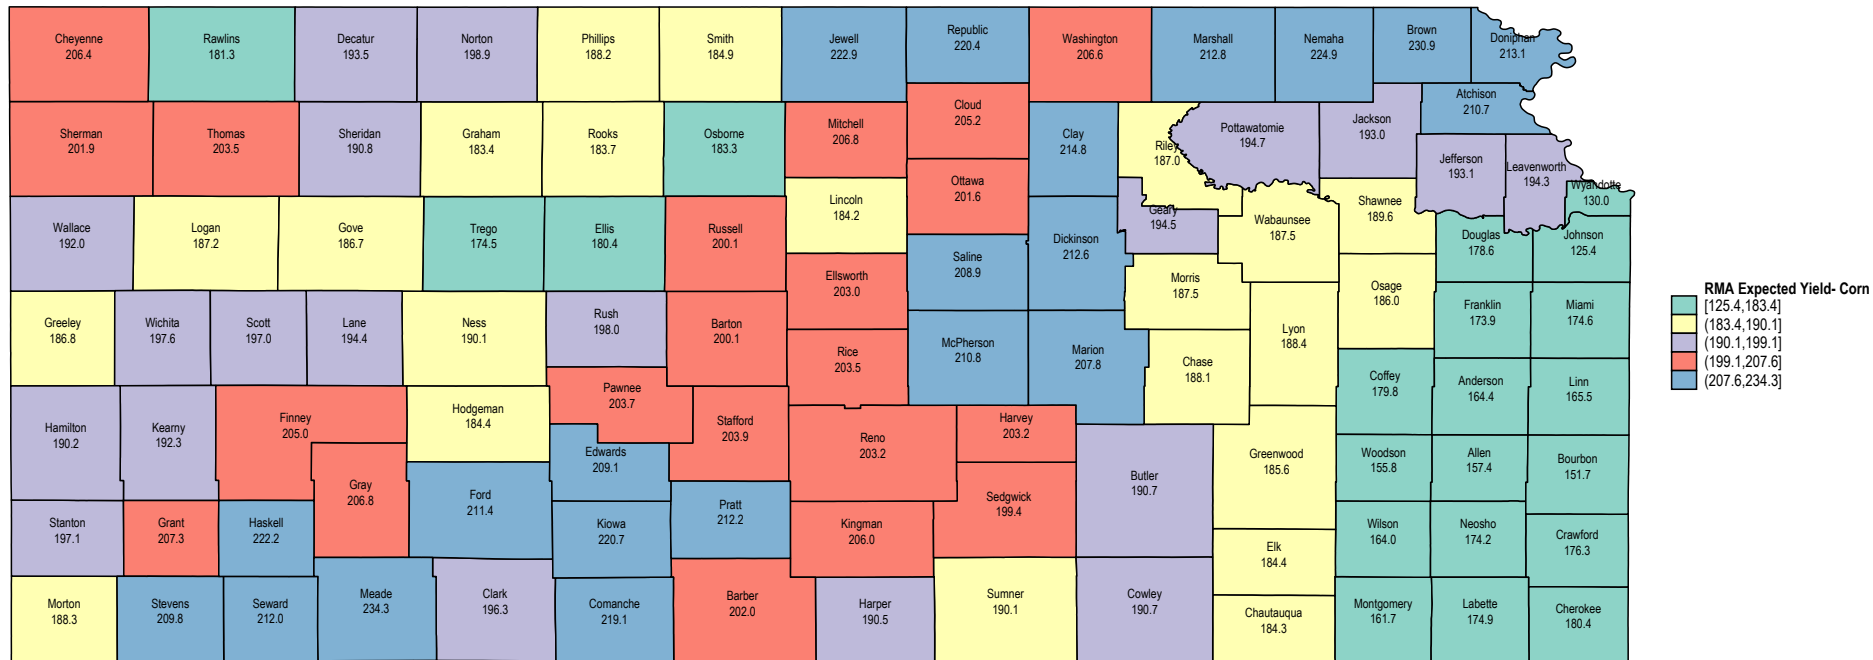 Cheyenne
206.4
Rawlins
181.3
Decatur
193.5
Norton
198.9
Phillips
188.2
Smith
184.9
Jewell
222.9
Republic
220.4
Washington
206.6
Marshall
212.8
Nemaha
224.9
Brown
230.9
Doniphan
213.1
Sherman
201.9
Thomas
203.5
Sheridan
190.8
Graham
183.4
Rooks
183.7
Osborne
183.3
Mitchell
206.8
Cloud
205.2
Clay
214.8
Riley
187.0
Pottawatomie
194.7
Jackson
193.0
Atchison
210.7
Jefferson
193.1
Leavenworth
194.3
Wyandotte
130.0
Wallace
192.0
Logan
187.2
Gove
186.7
Trego
174.5
Ellis
180.4
Russell
200.1
Lincoln
184.2
Ottawa
201.6
Saline
208.9
Dickinson
212.6
Geary
194.5
Wabaunsee
187.5
Shawnee
189.6
Douglas
178.6
Johnson
125.4
Ellsworth
203.0
Morris
187.5
Osage
186.0
Franklin
173.9
Miami
174.6
Greeley
186.8
Wichita
197.6
Scott
197.0
Lane
194.4
Ness
190.1
Rush
198.0
Barton
200.1
Rice
203.5
McPherson
210.8
Marion
207.8
Chase
188.1
Lyon
188.4
Coffey
179.8
Anderson
164.4
Linn
165.5
Hamilton
190.2
Kearny
192.3
Finney
205.0
Hodgeman
184.4
Pawnee
203.7
Stafford
203.9
Reno
203.2
Harvey
203.2
Butler
190.7
Greenwood
185.6
Woodson
155.8
Allen
157.4
Bourbon
151.7
Gray
206.8
Ford
211.4
Edwards
209.1
Pratt
212.2
Sedgwick
199.4
Stanton
197.1
Grant
207.3
Haskell
222.2
Kiowa
220.7
Kingman
206.0
Elk
184.4
Wilson
164.0
Neosho
174.2
Crawford
176.3
Morton
188.3
Stevens
209.8
Seward
212.0
Meade
234.3
Clark
196.3
Comanche
219.1
Barber
202.0
Harper
190.5
Sumner
190.1
Cowley
190.7
Chautauqua
184.3
Montgomery
161.7
Labette
174.9
Cherokee
180.4
RMA Expected Yield- Corn
[125.4,183.4]
(183.4,190.1]
(190.1,199.1]
(199.1,207.6]
(207.6,234.3]